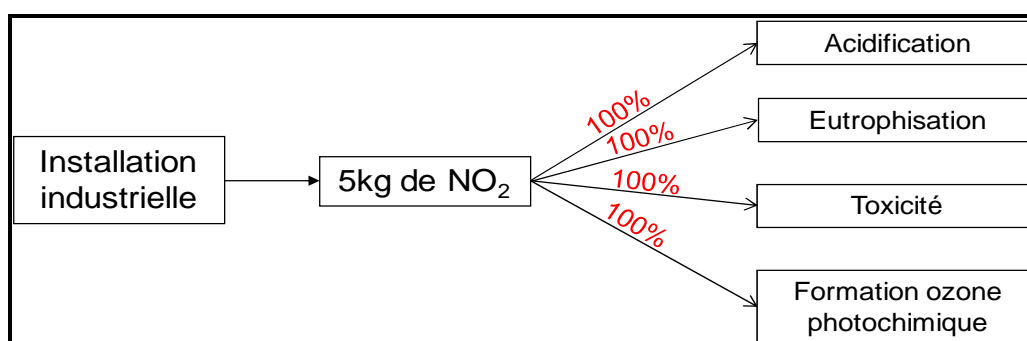 Installation
industrielle
5kg de NO₂
100%
100%
100%
100%
Acidification
Eutrophisation
Toxicité
Formation ozone
photochimique